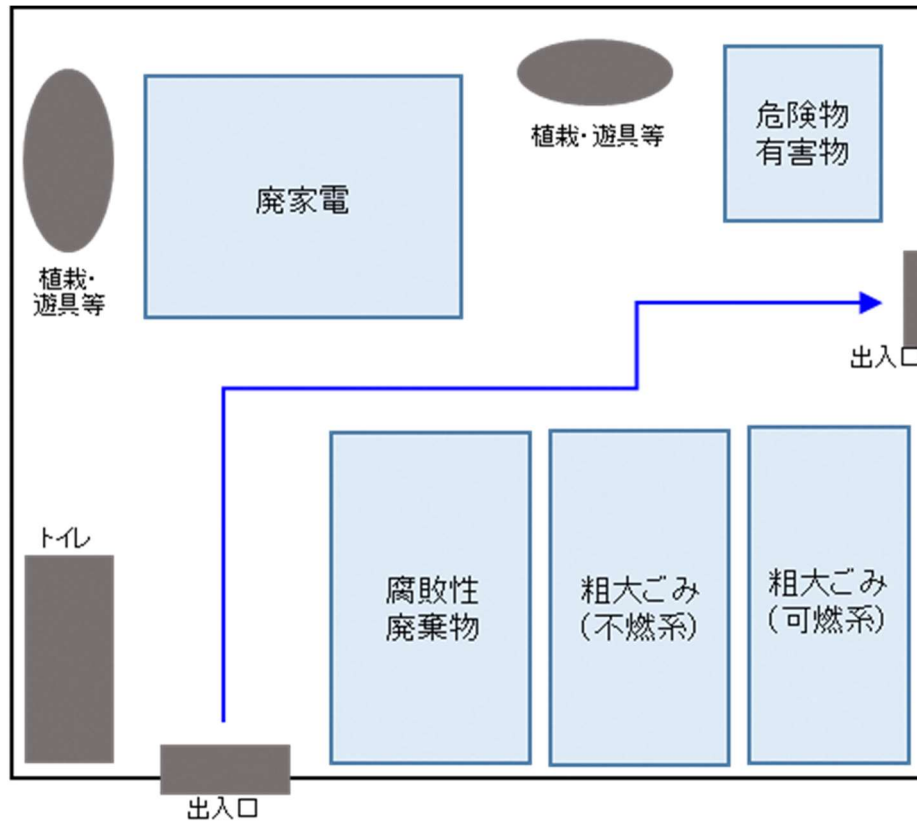 植栽・遊具等
危険物
有害物
廃家電
植栽・
遊具等
出入口
トイレ
腐敗性
廃棄物
粗大ごみ
(不燃系)
粗大ごみ
(可燃系)
出入口